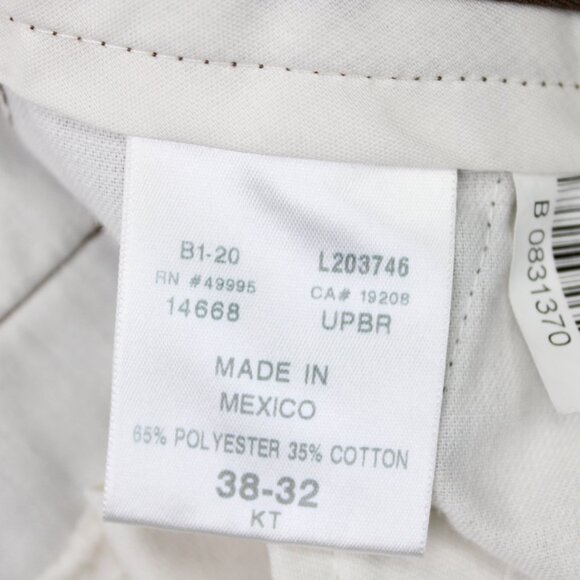 B1-20 L203746
RN #49995 CA# 19208
14668 UPBR
MADE IN
MEXICO
65% POLYESTER 35% COTTON
38-32
KT
B 0831370